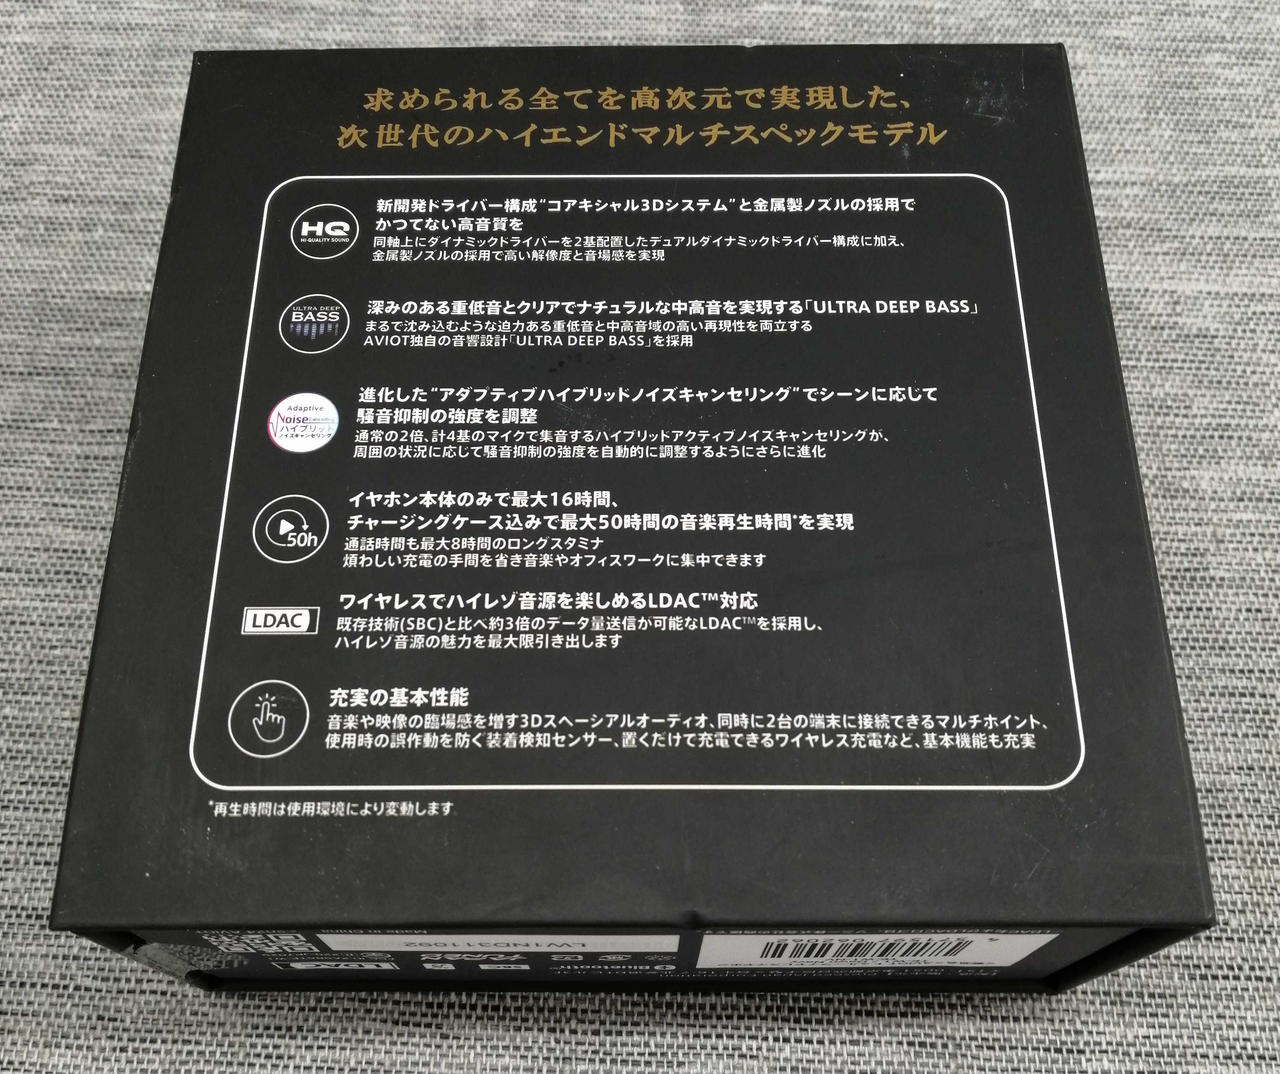 求められる全てを高次元で実現した、
次世代のハイエンドマルチスペックモデル
HQ
HI-QUALITY SOUND
新開発ドライバー構成“コアキシャル3Dシステム”と金属製ノズルの採用で
かつてない高音質を
同軸上にダイナミックドライバーを2基配置したデュアルダイナミックドライバー構成に加え、
金属製ノズルの採用で高い解像度と音場感を実現
ULTRA DEEP
BASS
深みのある重低音とクリアでナチュラルな中高音を実現する「ULTRA DEEP BASS」
まるで沈み込むような迫力ある重低音と中高音域の高い再現性を両立する
AVIOT独自の音響設計「ULTRA DEEP BASS」を採用
Adaptive
Noise
ハイブリッド
ノイズキャンセリング
進化した“アダプティブハイブリッドノイズキャンセリング”でシーンに応じて
騒音抑制の強度を調整
通常の2倍、計4基のマイクで集音するハイブリッドアクティブノイズキャンセリングが、
周囲の状況に応じて騒音抑制の強度を自動的に調整するようにさらに進化
50h
イヤホン本体のみで最大16時間、
チャージングケース込みで最大50時間の音楽再生時間*を実現
通話時間も最大8時間のロングスタミナ
煩わしい充電の手間を省き音楽やオフィスワークに集中できます
LDAC
ワイヤレスでハイレゾ音源を楽しめるLDAC™対応
既存技術(SBC)と比べ約3倍のデータ量送信が可能なLDAC™を採用し、
ハイレゾ音源の魅力を最大限引き出します
充実の基本性能
音楽や映像の臨場感を増す3Dスペーシアルオーディオ、同時に2台の端末に接続できるマルチポイント、
使用時の誤作動を防ぐ装着検知センサー、置くだけで充電できるワイヤレス充電など、基本機能も充実
*再生時間は使用環境により変動します
Made in China
LW1ND311092
Bluetooth
LDAC